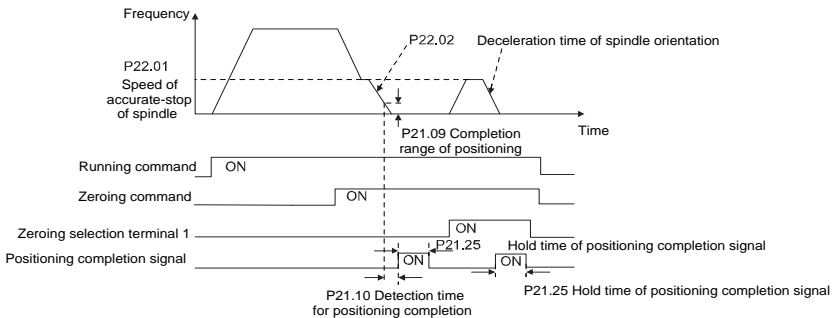 Frequency
P22.02
Deceleration time of spindle orientation
P22.01
Speed of
accurate-stop
of spindle
Time
P21.09 Completion
range of positioning
Running command
ON
Zeroing command
ON
Zeroing selection terminal 1
ON
P21.25
Hold time of positioning completion signal
Positioning completion signal
ON
ON
P21.10 Detection time
for positioning completion
P21.25 Hold time of positioning completion signal